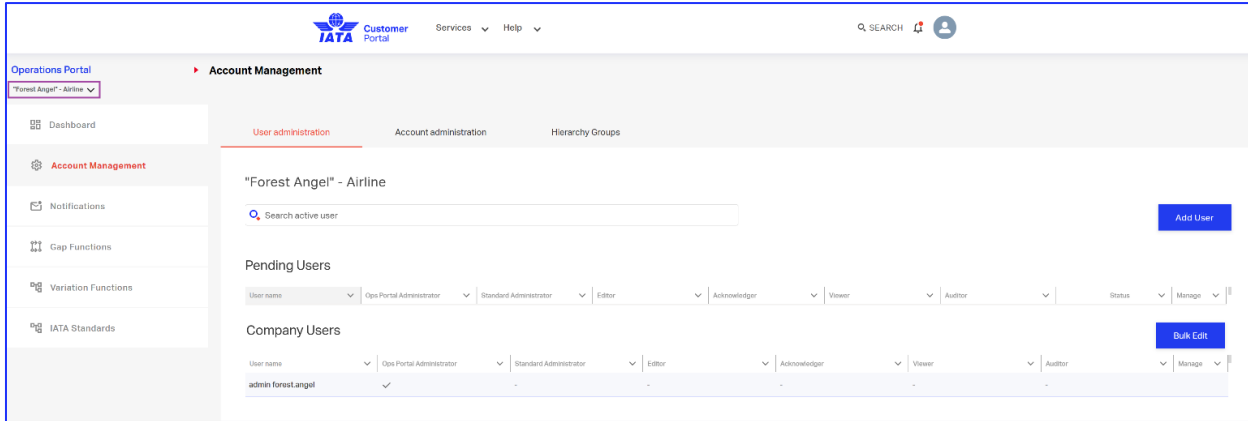 IATA Customer Portal
Services Help
SEARCH
Operations Portal
Account Management
"Forest Angel" - Airline
Dashboard
Account Management
Notifications
Gap Functions
Variation Functions
IATA Standards
User administration Account administration Hierarchy Groups
"Forest Angel" - Airline
Search active user
Add User
Pending Users
User name Ops Portal Administrator Standard Administrator Editor Acknowledger Viewer Auditor Status Manage
Company Users
Bulk Edit
User name Ops Portal Administrator Standard Administrator Editor Acknowledger Viewer Auditor Manage
admin forest.angel - - - - -